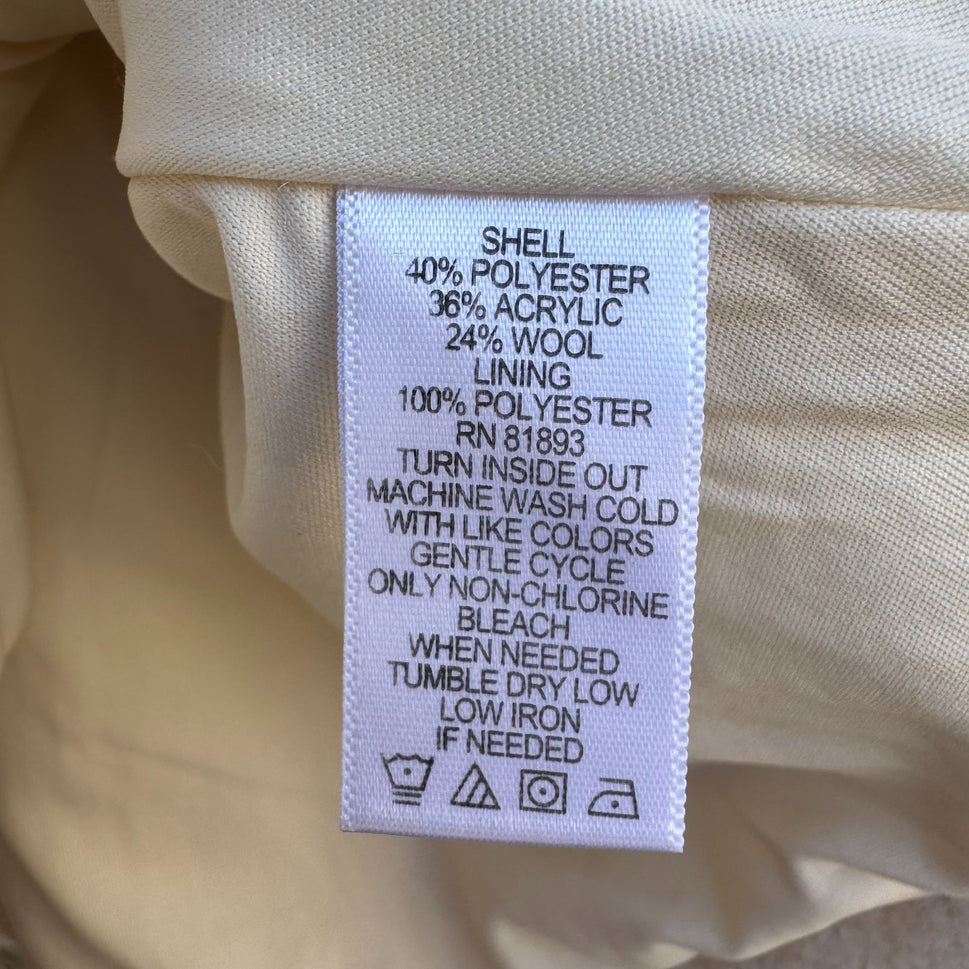 SHELL
40% POLYESTER
36% ACRYLIC
24% WOOL
LINING
100% POLYESTER
RN 81893
TURN INSIDE OUT
MACHINE WASH COLD
WITH LIKE COLORS
GENTLE CYCLE
ONLY NON-CHLORINE
BLEACH
WHEN NEEDED
TUMBLE DRY LOW
LOW IRON
IF NEEDED